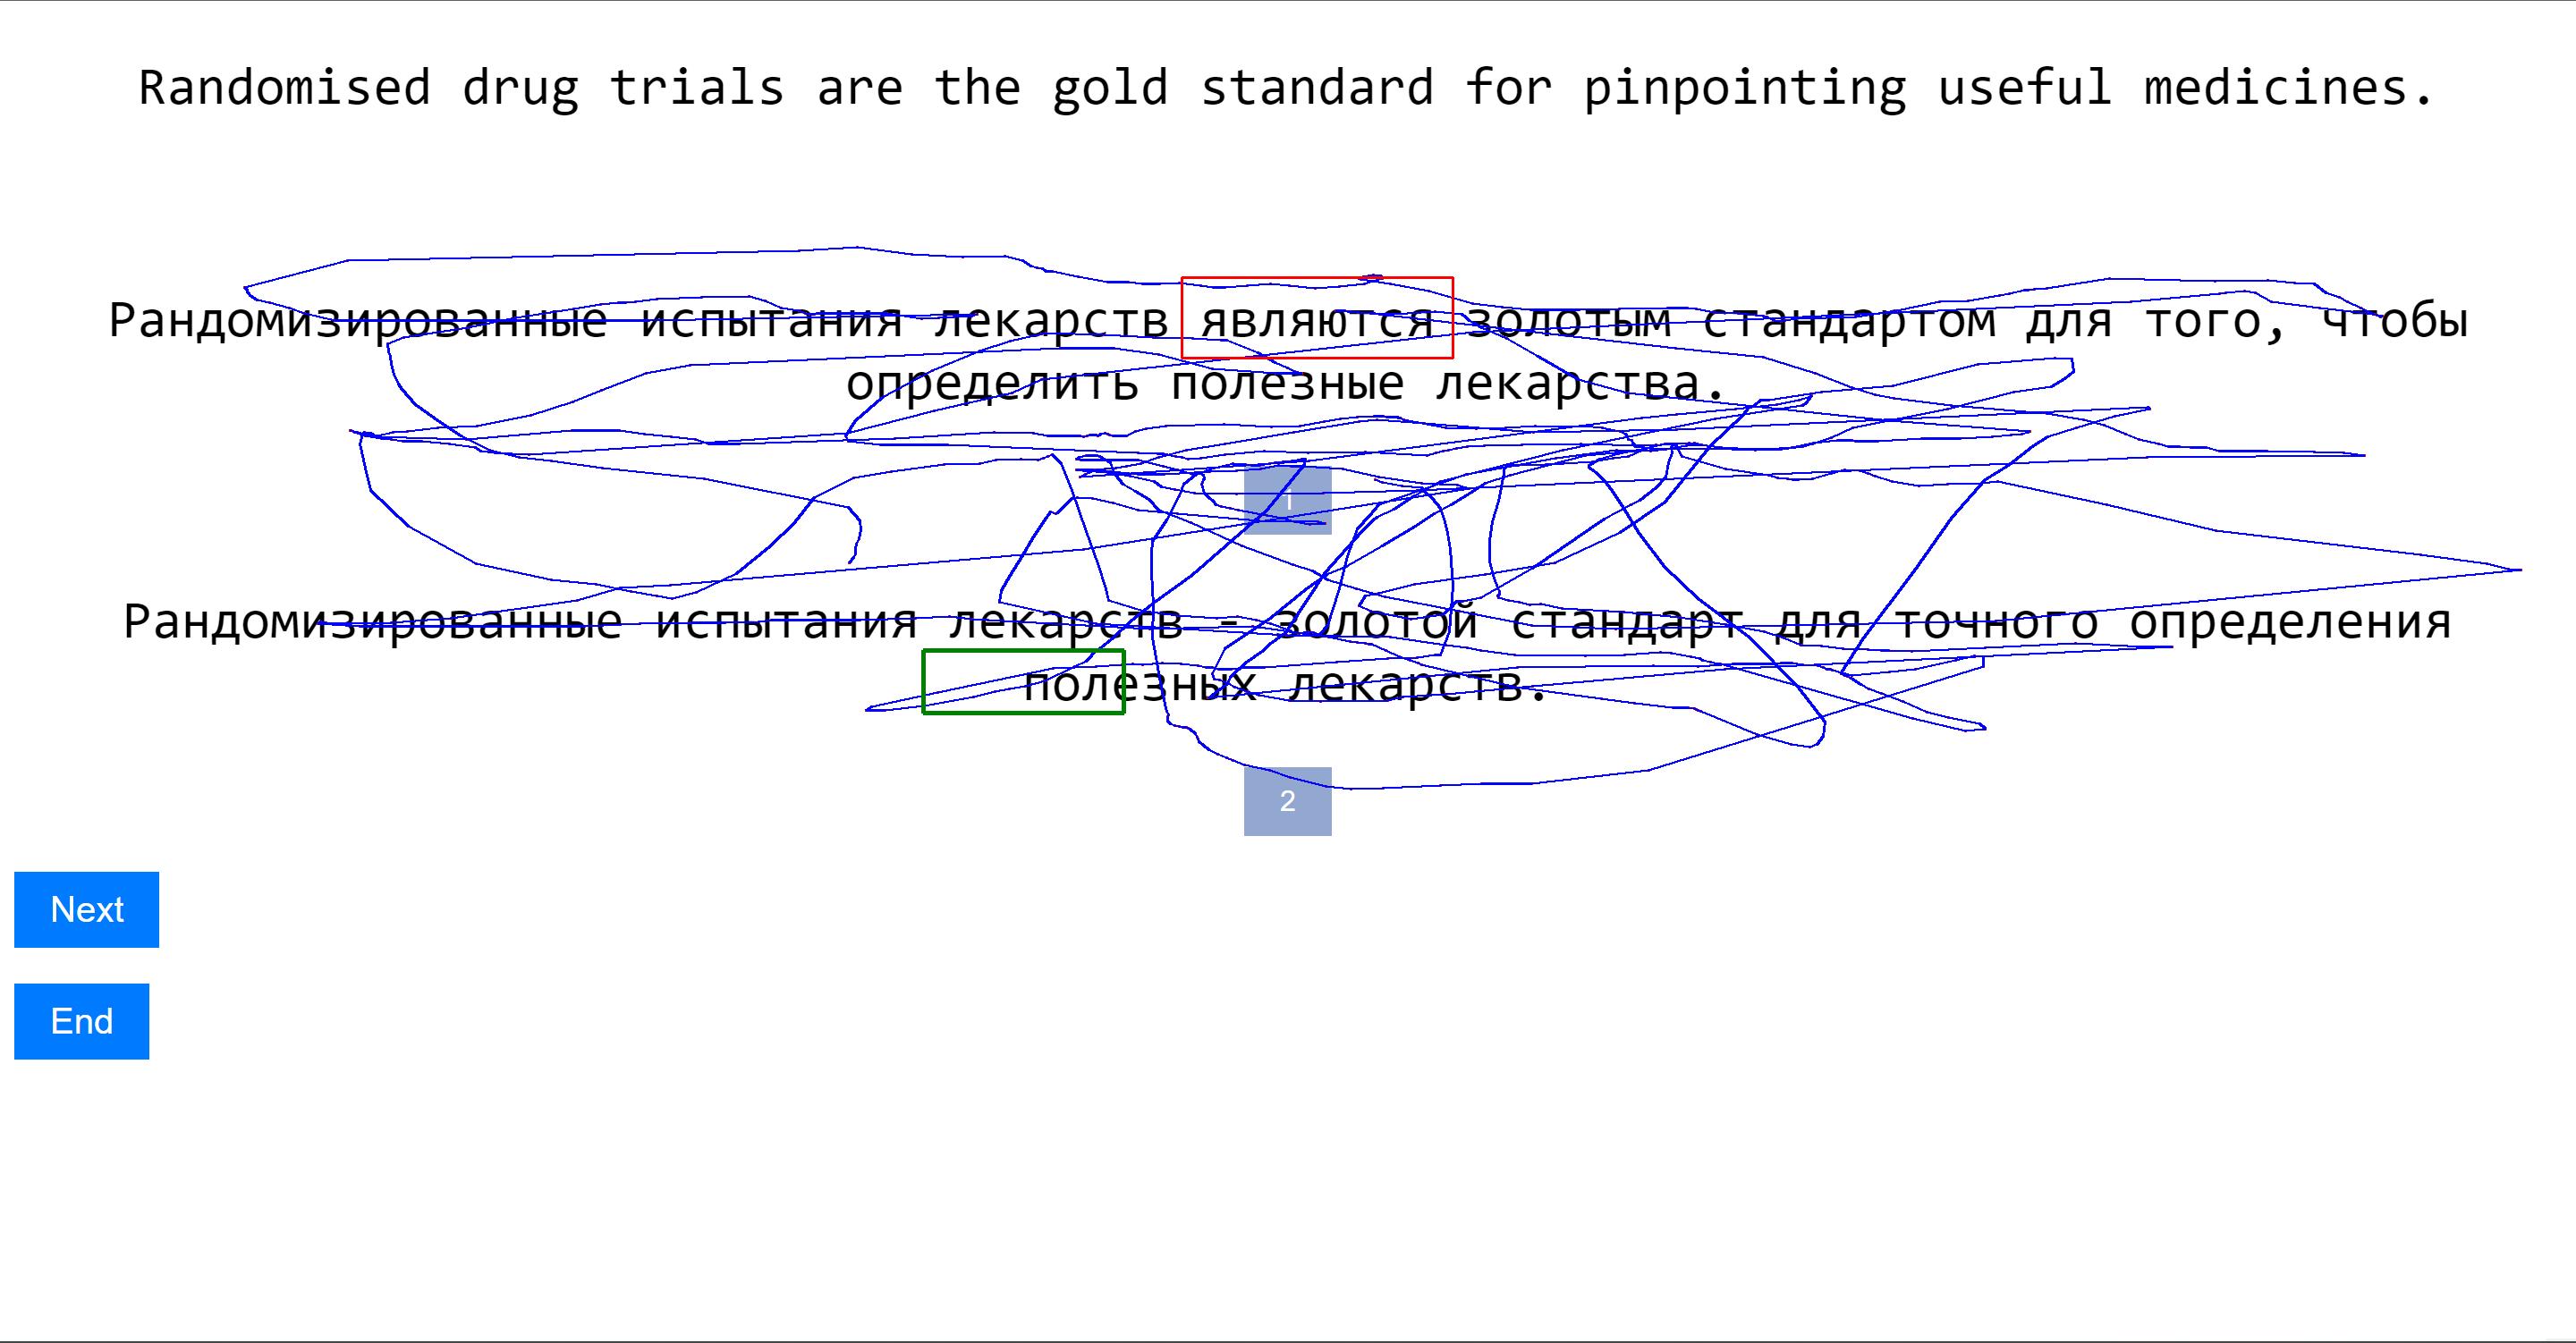 Randomised drug trials are the gold standard for pinpointing useful medicines.
Рандомизированные испытания лекарств являются золотым стандартом для того, чтобы
определить полезные лекарства.
1
Рандомизированные испытания лекарств - золотой стандарт для точного определения
полезных лекарств.
2
Next
End